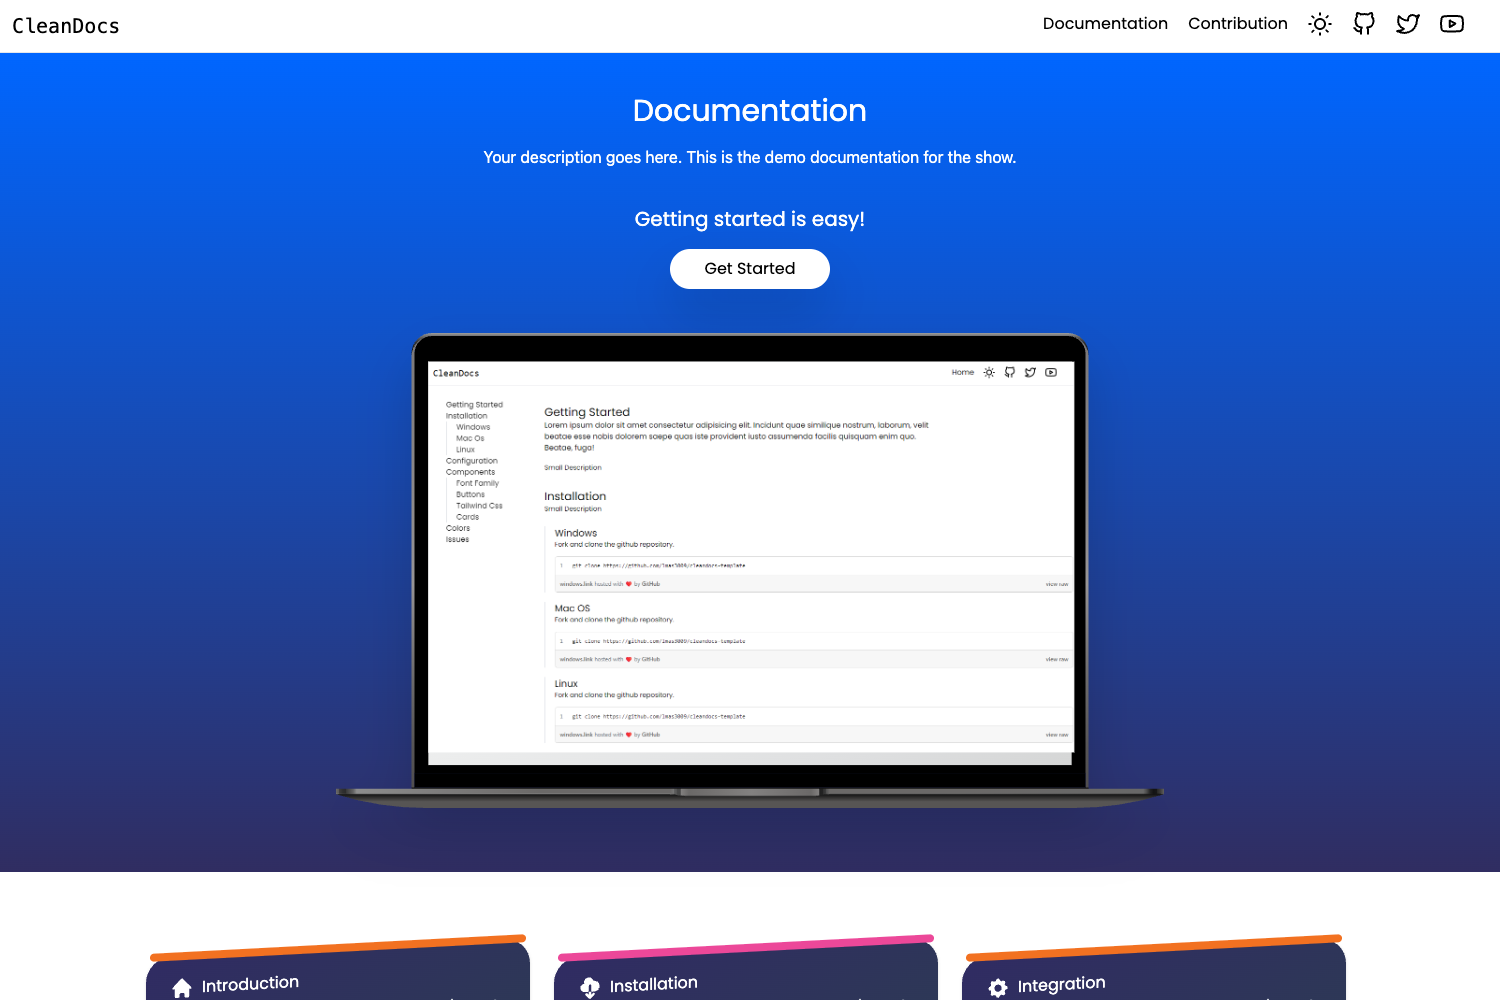 CleanDocs
Documentation Contribution
Documentation
Your description goes here. This is the demo documentation for the show.
Getting started is easy!
Get Started
CleanDocs
Home
Getting Started
Installation
Windows
Mac Os
Linux
Configuration
Components
Font Family
Buttons
Tailwind Css
Cards
Colors
Issues
Getting Started
Lorem ipsum dolor sit amet consectetur adipisicing elit. Incidunt quae similique nostrum, laborum, velit
beatae esse nobis dolorem saepe quas iste provident iusto assumenda facilis quisquam enim quo.
Beatae, fuga!
Small Description
Installation
Small Description
Windows
Fork and clone the github repository.
1 git clone https://github.com/lmas3009/cleandocs-template
windows.link hosted with ❤ by GitHub view raw
Mac OS
Fork and clone the github repository.
1 git clone https://github.com/lmas3009/cleandocs-template
windows.link hosted with ❤ by GitHub view raw
Linux
Fork and clone the github repository.
1 git clone https://github.com/lmas3009/cleandocs-template
windows.link hosted with ❤ by GitHub view raw
Introduction
Installation
Integration